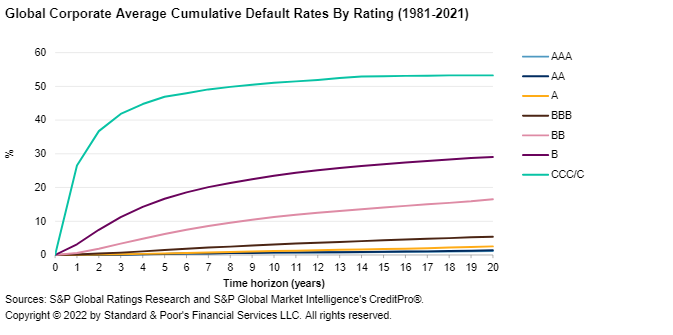 Global Corporate Average Cumulative Default Rates By Rating (1981-2021)
60
50
40
30
20
10
0
%
0 1 2 3 4 5 6 7 8 9 10 11 12 13 14 15 16 17 18 19 20
Time horizon (years)
AAA
AA
A
BBB
BB
B
CCC/C
Sources: S&P Global Ratings Research and S&P Global Market Intelligence's CreditPro®.
Copyright © 2022 by Standard & Poor's Financial Services LLC. All rights reserved.